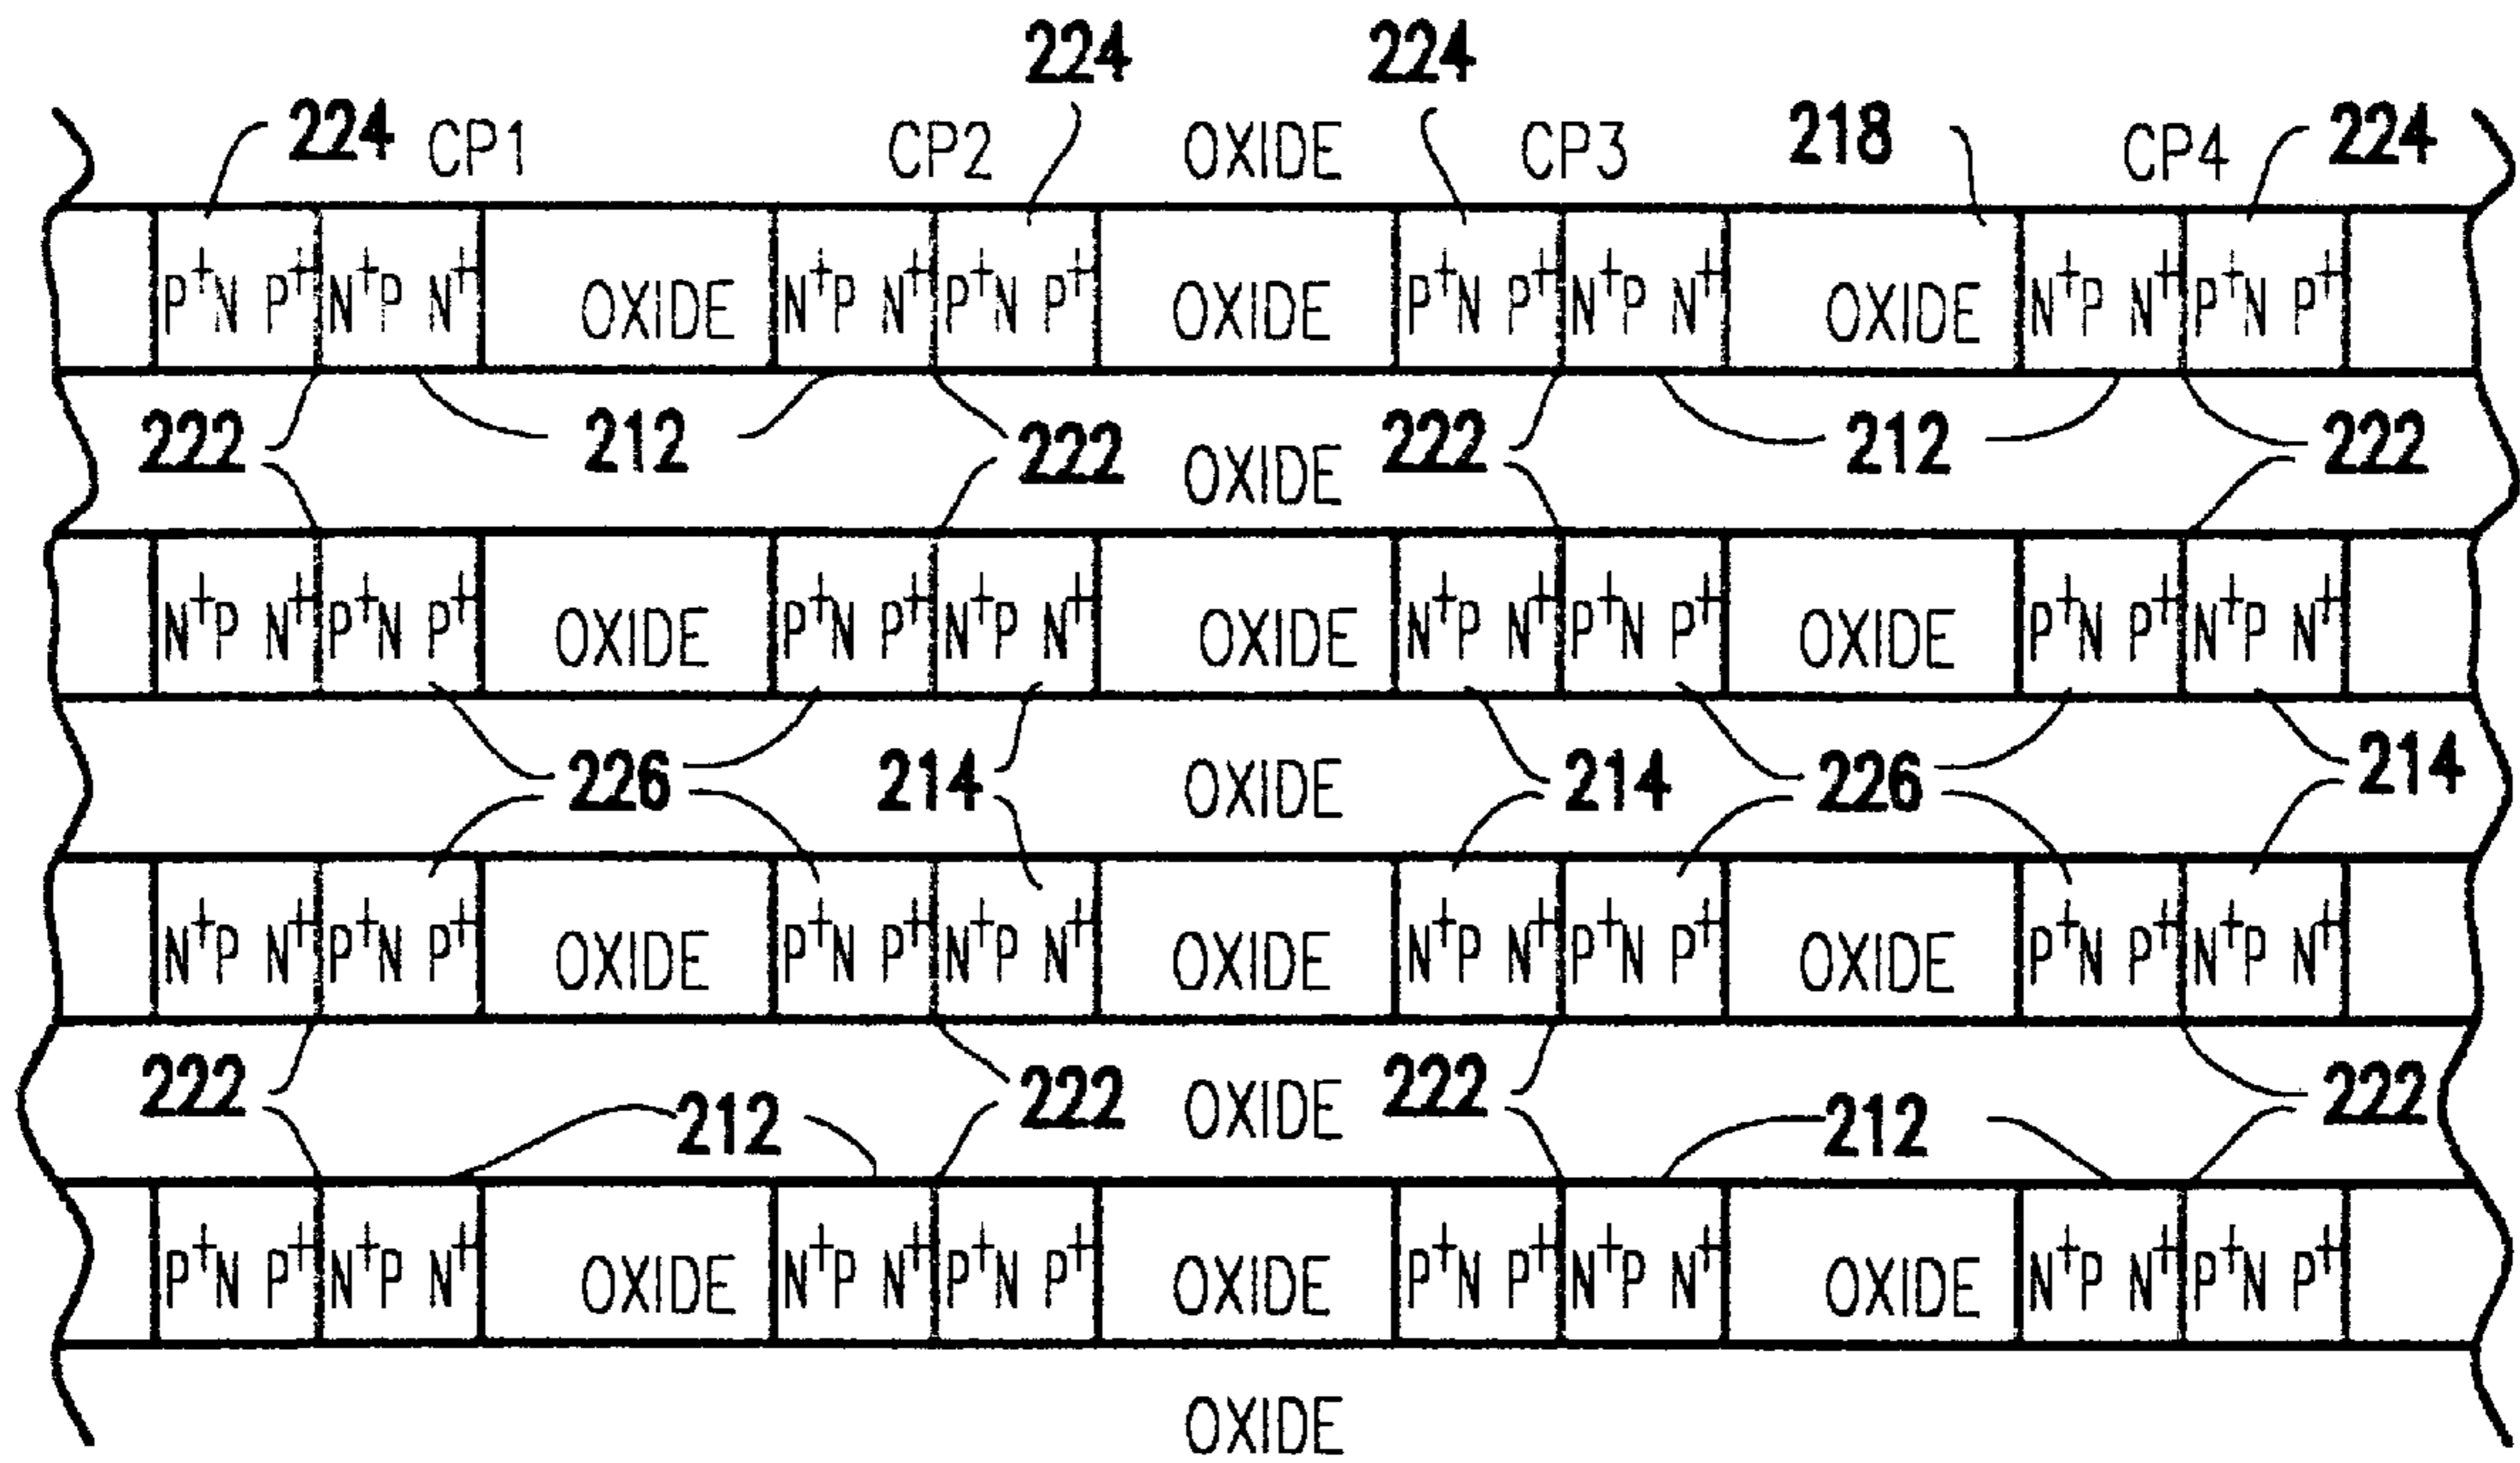 224 224
224 CP1 CP2 OXIDE CP3 218 CP4 224
P+N P+ N+P N+ OXIDE N+P N+ P+N P+ OXIDE P+N P+ N+P N+ OXIDE N+P N+ P+N P+
222 212 222 OXIDE 222 212 222
N+P N+ P+N P+ OXIDE P+N P+ N+P N+ OXIDE N+P N+ P+N P+ OXIDE P+N P+ N+P N+
226 214 OXIDE 214 226 214
N+P N+ P+N P+ OXIDE P+N P+ N+P N+ OXIDE N+P N+ P+N P+ OXIDE P+N P+ N+P N+
222 212 222 OXIDE 222 212 222
P+N P+ N+P N+ OXIDE N+P N+ P+N P+ OXIDE P+N P+ N+P N+ OXIDE N+P N+ P+N P+
OXIDE